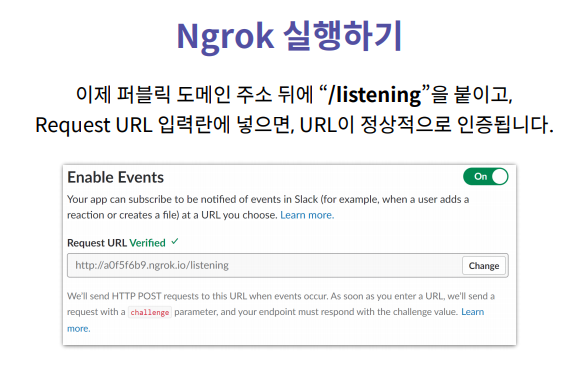 Ngrok 실행하기
이제 퍼블릭 도메인 주소 뒤에 “/listening”을 붙이고,
Request URL 입력란에 넣으면, URL이 정상적으로 인증됩니다.
Enable Events
On
Your app can subscribe to be notified of events in Slack (for example, when a user adds a
reaction or creates a file) at a URL you choose. Learn more.
Request URL Verified ✓
http://a0f5f6b9.ngrok.io/listening
Change
We'll send HTTP POST requests to this URL when events occur. As soon as you enter a URL, we'll send a
request with a challenge parameter, and your endpoint must respond with the challenge value. Learn
more.